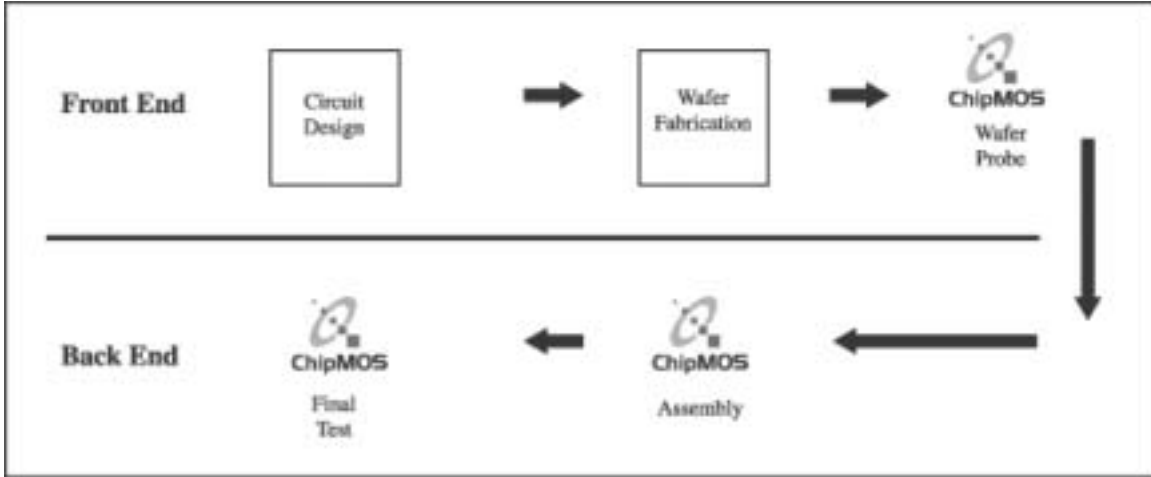 Front End
Circuit
Design
Wafer
Fabrication
ChipMOS
Wafer
Probe
Back End
ChipMOS
Final
Test
ChipMOS
Assembly